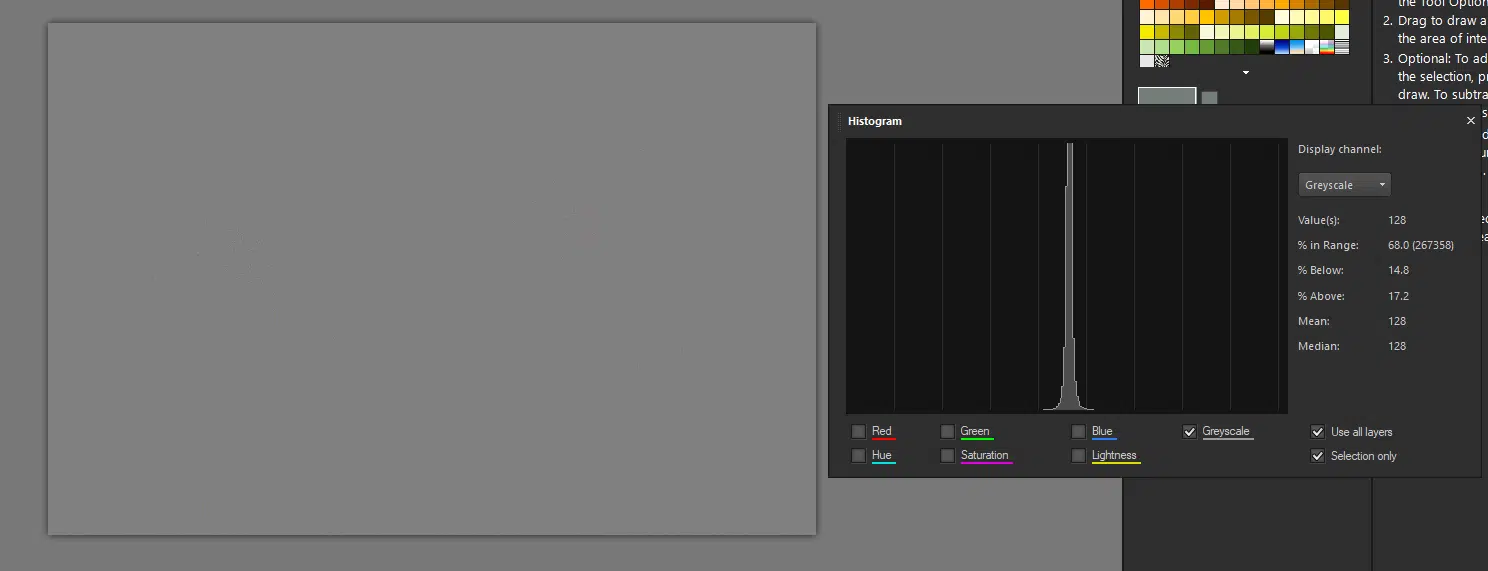 the Tool Option
2. Drag to draw a
the area of inte
3. Optional: To ad
the selection, p
draw. To subtra
Histogram
Display channel:
Greyscale
Value(s): 128
% in Range: 68.0 (267358)
% Below: 14.8
% Above: 17.2
Mean: 128
Median: 128
Red Green Blue Greyscale Use all layers
Hue Saturation Lightness Selection only